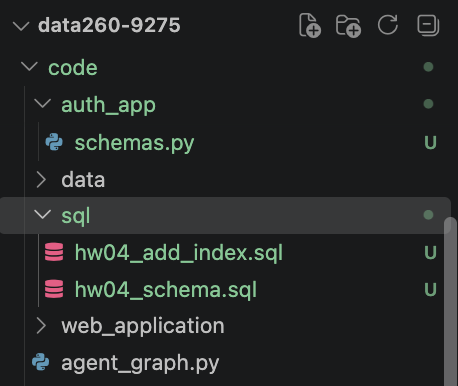 data260-9275
code
auth_app
schemas.py U
data
sql
hw04_add_index.sql U
hw04_schema.sql U
web_application
agent_graph.py